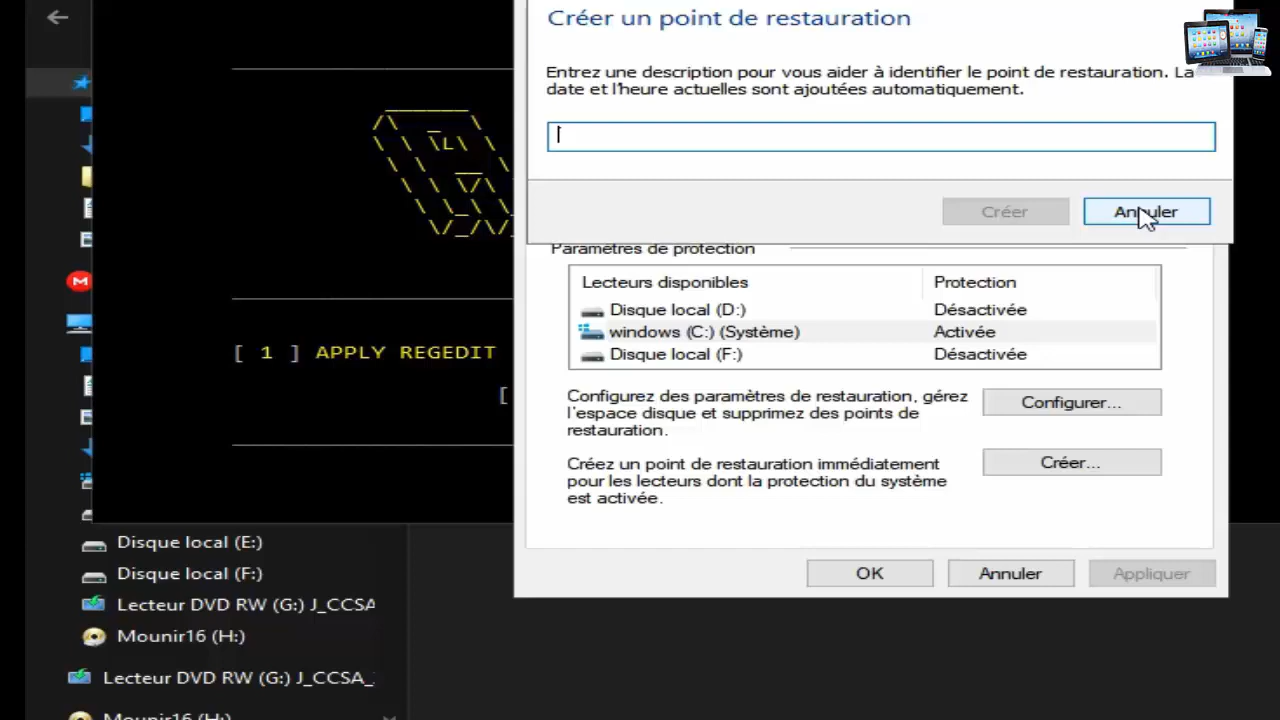 Créer un point de restauration
Entrez une description pour vous aider à identifier le point de restauration. La
date et l'heure actuelles sont ajoutées automatiquement.
Créer
Annuler
Paramètres de protection
Lecteurs disponibles
Protection
Disque local (D:)
Désactivée
windows (C:) (Système)
Activée
Disque local (F:)
Désactivée
Configurez des paramètres de restauration, gérez
l'espace disque et supprimez des points de
restauration.
Configurer...
Créez un point de restauration immédiatement
pour les lecteurs dont la protection du système
est activée.
Créer...
OK
Annuler
Appliquer
[ 1 ] APPLY REGEDIT
[
M
Disque local (E:)
Disque local (F:)
Lecteur DVD RW (G:) J_CCSA
Mounir16 (H:)
Lecteur DVD RW (G:) J_CCSA_
Mounir16 (H:)